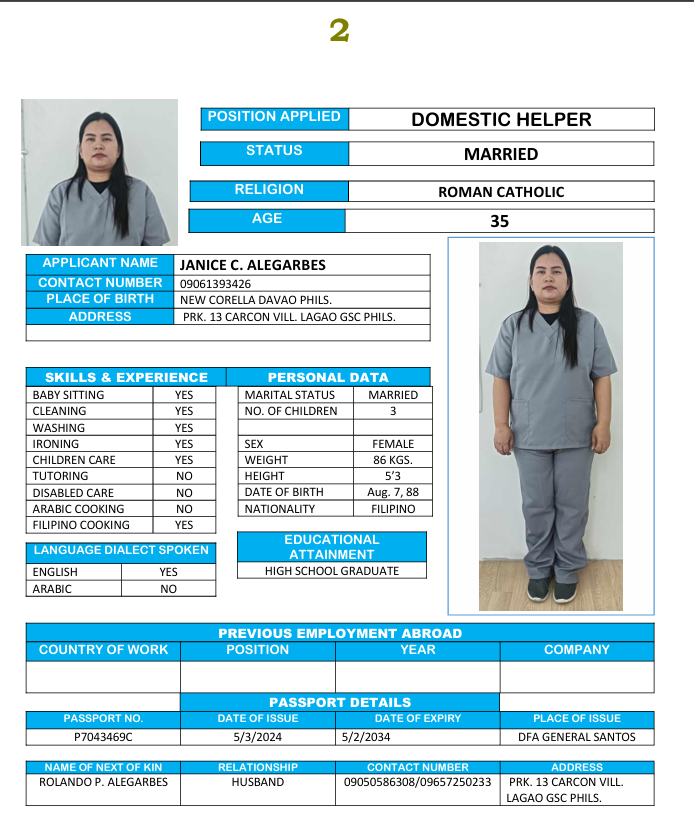 2
POSITION APPLIED DOMESTIC HELPER
STATUS MARRIED
RELIGION ROMAN CATHOLIC
AGE 35
APPLICANT NAME JANICE C. ALEGARBES
CONTACT NUMBER 09061393426
PLACE OF BIRTH NEW CORELLA DAVAO PHILS.
ADDRESS PRK. 13 CARCON VILL. LAGAO GSC PHILS.
SKILLS & EXPERIENCE
BABY SITTING YES
CLEANING YES
WASHING YES
IRONING YES
CHILDREN CARE YES
TUTORING NO
DISABLED CARE NO
ARABIC COOKING NO
FILIPINO COOKING YES
LANGUAGE DIALECT SPOKEN
ENGLISH YES
ARABIC NO
PERSONAL DATA
MARITAL STATUS MARRIED
NO. OF CHILDREN 3
SEX FEMALE
WEIGHT 86 KGS.
HEIGHT 5'3
DATE OF BIRTH Aug. 7, 88
NATIONALITY FILIPINO
EDUCATIONAL
ATTAINMENT
HIGH SCHOOL GRADUATE
PREVIOUS EMPLOYMENT ABROAD
COUNTRY OF WORK POSITION YEAR COMPANY
PASSPORT DETAILS
PASSPORT NO. DATE OF ISSUE DATE OF EXPIRY PLACE OF ISSUE
P7043469C 5/3/2024 5/2/2034 DFA GENERAL SANTOS
NAME OF NEXT OF KIN RELATIONSHIP CONTACT NUMBER ADDRESS
ROLANDO P. ALEGARBES HUSBAND 09050586308/09657250233 PRK. 13 CARCON VILL.
LAGAO GSC PHILS.